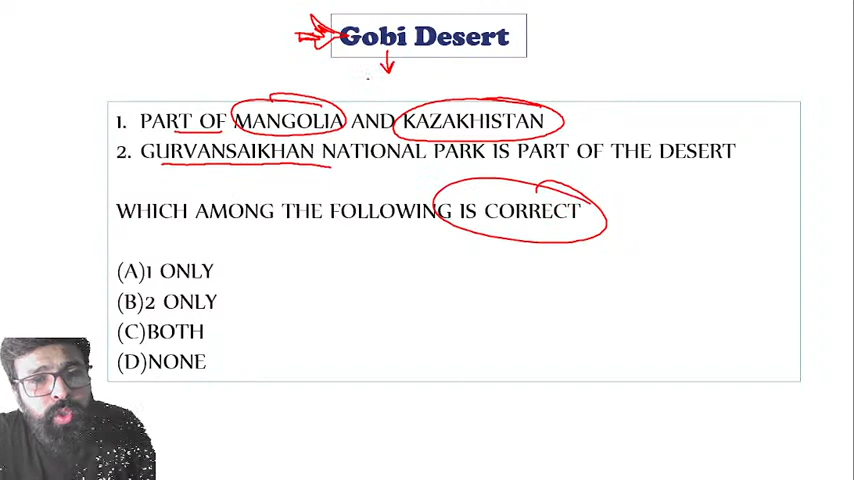 Gobi Desert
1. PART OF MANGOLIA AND KAZAKHISTAN
2. GURVANSAIKHAN NATIONAL PARK IS PART OF THE DESERT
WHICH AMONG THE FOLLOWING IS CORRECT
(A)1 ONLY
(B)2 ONLY
(C)BOTH
(D)NONE